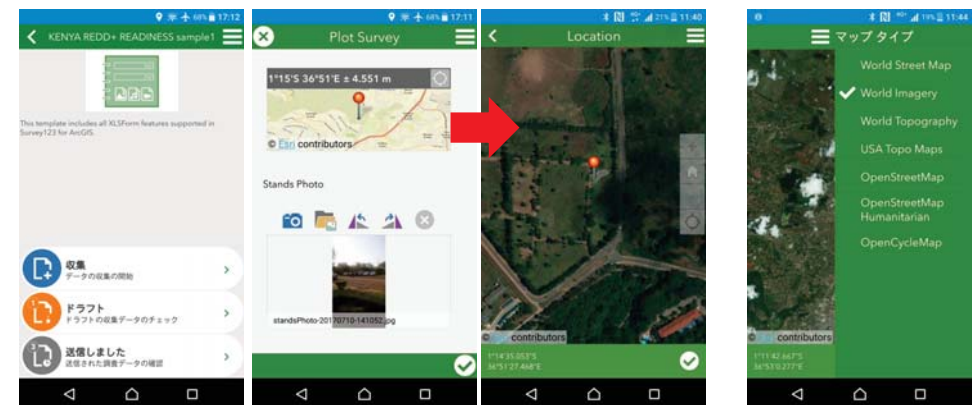 68% 17:12
KENYA REDD+ READINESS sample1
This template includes all XLSForm features supported in
Survey123 for ArcGIS.
収集
データの収集の開始
1
ドラフト
ドラフトの収集データのチェック
3
送信しました
送信された調査データの確認
68% 17:11
Plot Survey
1°15'S 36°51'E ± 4.551 m
© Esri contributors
Stands Photo
standsPhoto-20170710-141052.jpg
21% 11:40
Location
contributors
1°14'35.053"S
36°51'27.468"E
19% 11:44
マップ タイプ
World Street Map
World Imagery
World Topography
USA Topo Maps
OpenStreetMap
OpenStreetMap
Humanitarian
OpenCycleMap
contributors
1°11'42.667"S
36°53'0.277"E